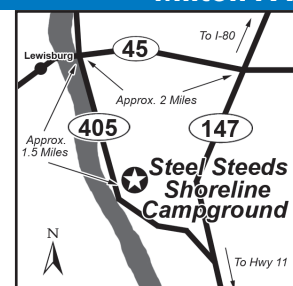 To I-80
45
Lewisburg
Approx. 2 Miles
405
147
Approx.
1.5 Miles
Steel Steeds
Shoreline
Campground
N
To Hwy 11